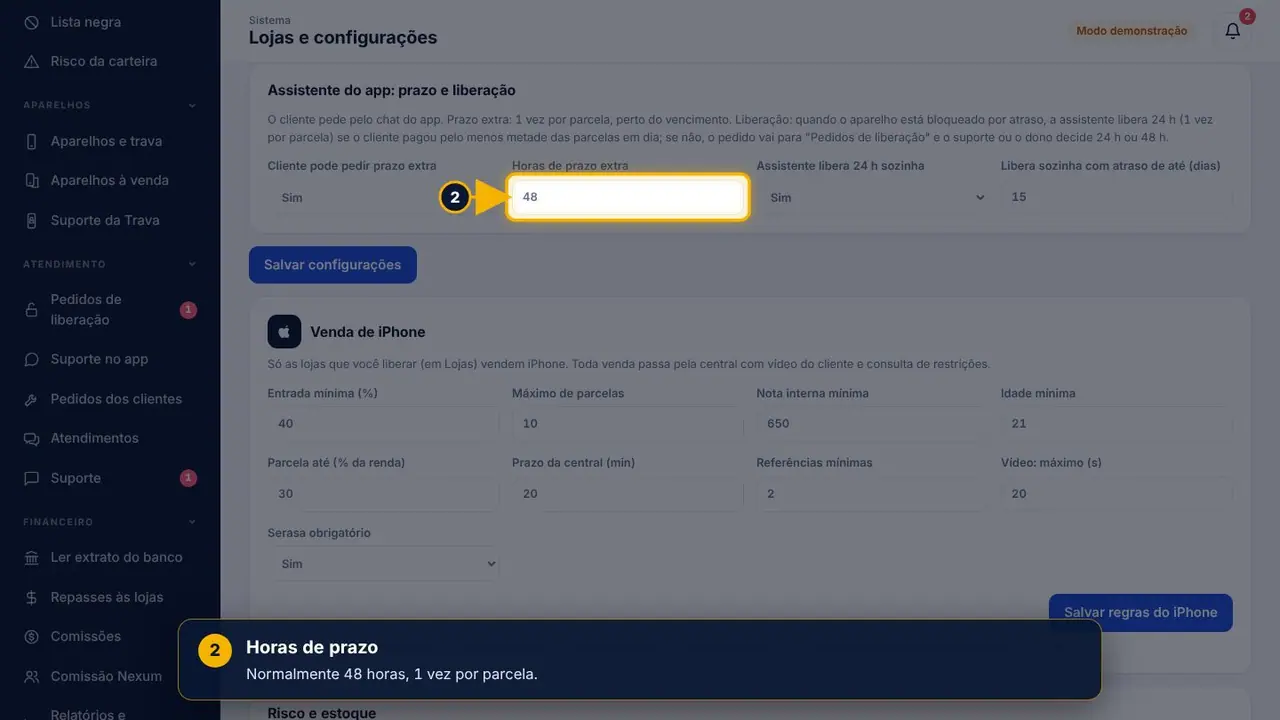 Lista negra
Risco da carteira
APARELHOS
Aparelhos e trava
Aparelhos à venda
Suporte da Trava
ATENDIMENTO
Pedidos de
liberação
1
Suporte no app
Pedidos dos clientes
Atendimentos
Suporte
1
FINANCEIRO
Ler extrato do banco
Repasses às lojas
Comissões
Comissão Nexum
Relatórios e
Sistema
Lojas e configurações
Modo demonstração
2
Assistente do app: prazo e liberação
O cliente pede pelo chat do app. Prazo extra: 1 vez por parcela, perto do vencimento. Liberação: quando o aparelho está bloqueado por atraso, a assistente libera 24 h (1 vez
por parcela) se o cliente pagou pelo menos metade das parcelas em dia; se não, o pedido vai para "Pedidos de liberação" e o suporte ou o dono decide 24 h ou 48 h.
Cliente pode pedir prazo extra
Horas de prazo extra
Assistente libera 24 h sozinha
Libera sozinha com atraso de até (dias)
Sim
2
48
Sim
15
Salvar configurações
Venda de iPhone
Só as lojas que você liberar (em Lojas) vendem iPhone. Toda venda passa pela central com vídeo do cliente e consulta de restrições.
Entrada mínima (%)
Máximo de parcelas
Nota interna mínima
Idade mínima
40
10
650
21
Parcela até (% da renda)
Prazo da central (min)
Referências mínimas
Vídeo: máximo (s)
30
20
2
20
Serasa obrigatório
Sim
Salvar regras do iPhone
2
Horas de prazo
Normalmente 48 horas, 1 vez por parcela.
Risco e estoque